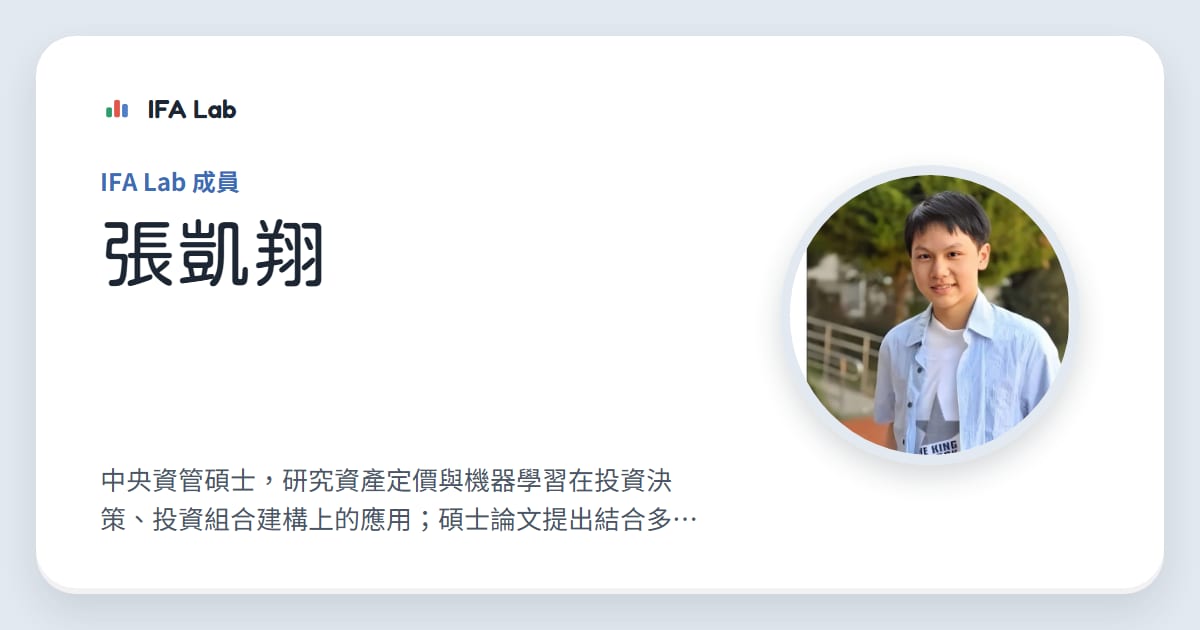 IFA Lab
IFA Lab 成員
張凱翔
中央資管碩士，研究資產定價與機器學習在投資決
策、投資組合建構上的應用；碩士論文提出結合多…
KING